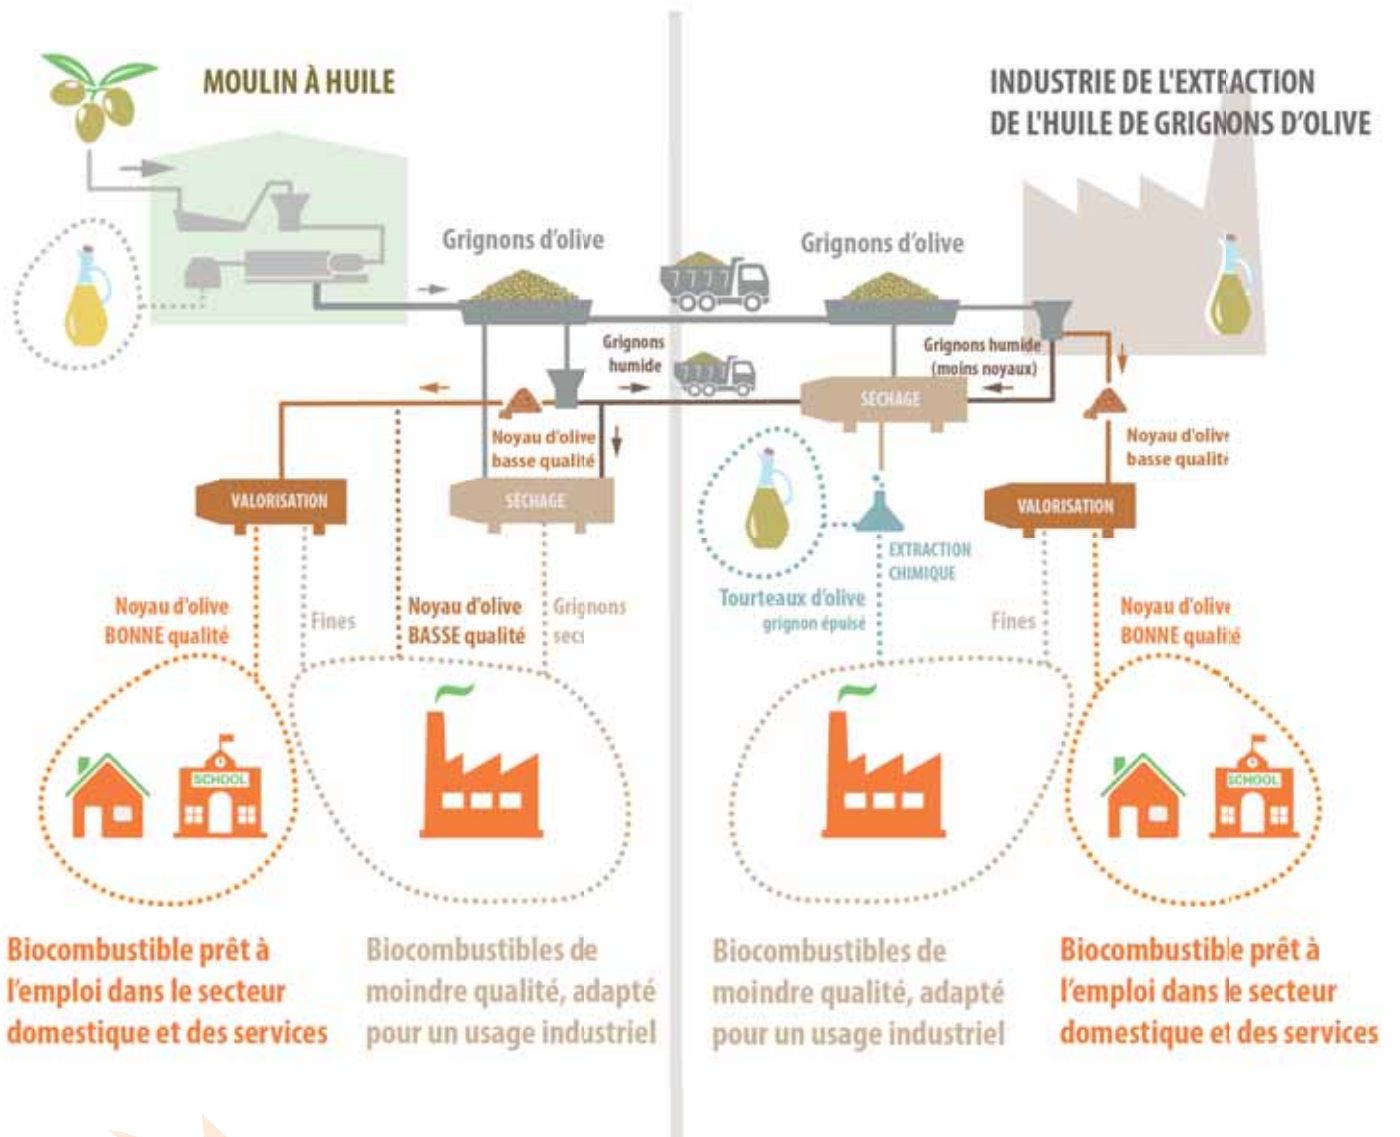 MOULIN À HUILE
INDUSTRIE DE L'EXTRACTION
DE L'HUILE DE GRIGNONS D'OLIVE
Grignons d'olive
Grignons d'olive
Grignons
humide
Grignons humide
(moins noyaux)
SÉCHAGE
Noyau d'olive
basse qualité
Noyau d'olive
basse qualité
VALORISATION
SÉCHAGE
VALORISATION
EXTRACTION
CHIMIQUE
Noyau d'olive
BONNE qualité
Fines
Noyau d'olive
BASSE qualité
Grignons
secs
Tourteaux d'olive
grignon épuisé
Fines
Noyau d'olive
BONNE qualité
SCHOOL
SCHOOL
Biocombustible prêt à
l'emploi dans le secteur
domestique et des services
Biocombustibles de
moindre qualité, adapté
pour un usage industriel
Biocombustibles de
moindre qualité, adapté
pour un usage industriel
Biocombustible prêt à
l'emploi dans le secteur
domestique et des services